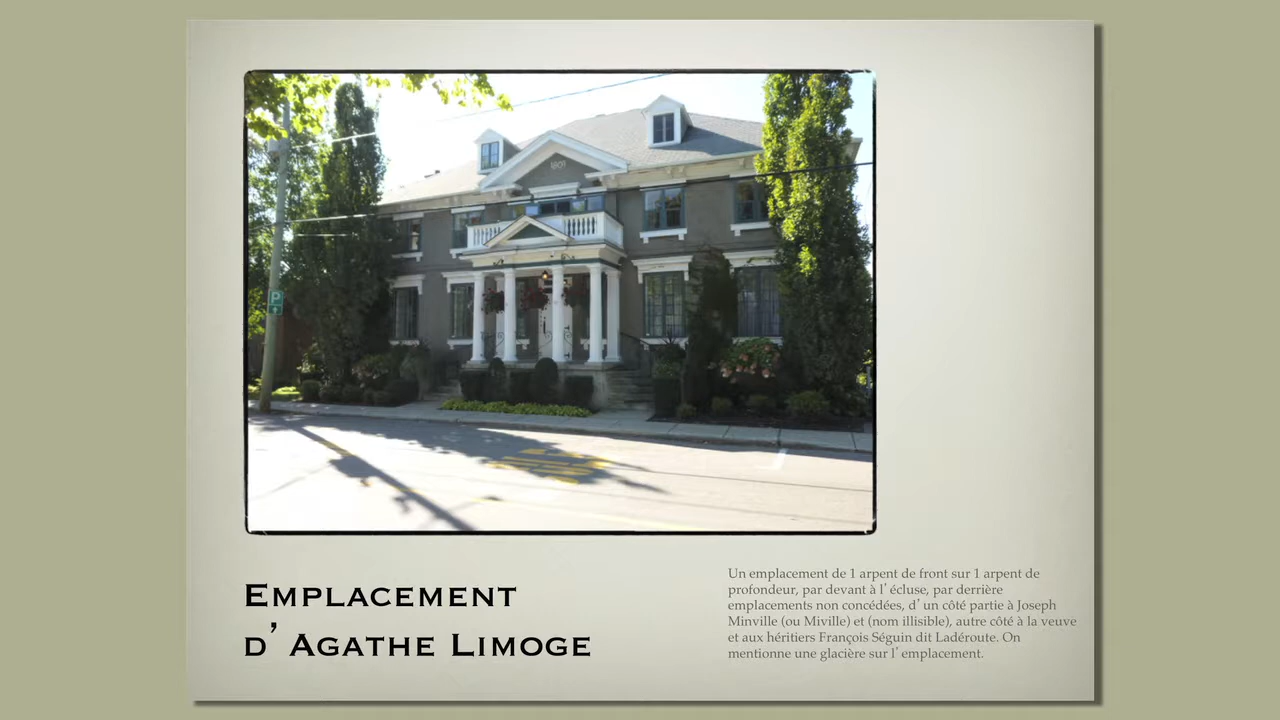 P
Emplacement
d’ Agathe Limoge
Un emplacement de 1 arpent de front sur 1 arpent de
profondeur, par devant à l’ écluse, par derrière
emplacements non concédées, d’ un côté partie à Joseph
Minville (ou Miville) et (nom illisible), autre côté à la veuve
et aux héritiers François Séguin dit Ladéroute. On
mentionne une glacière sur l’ emplacement.